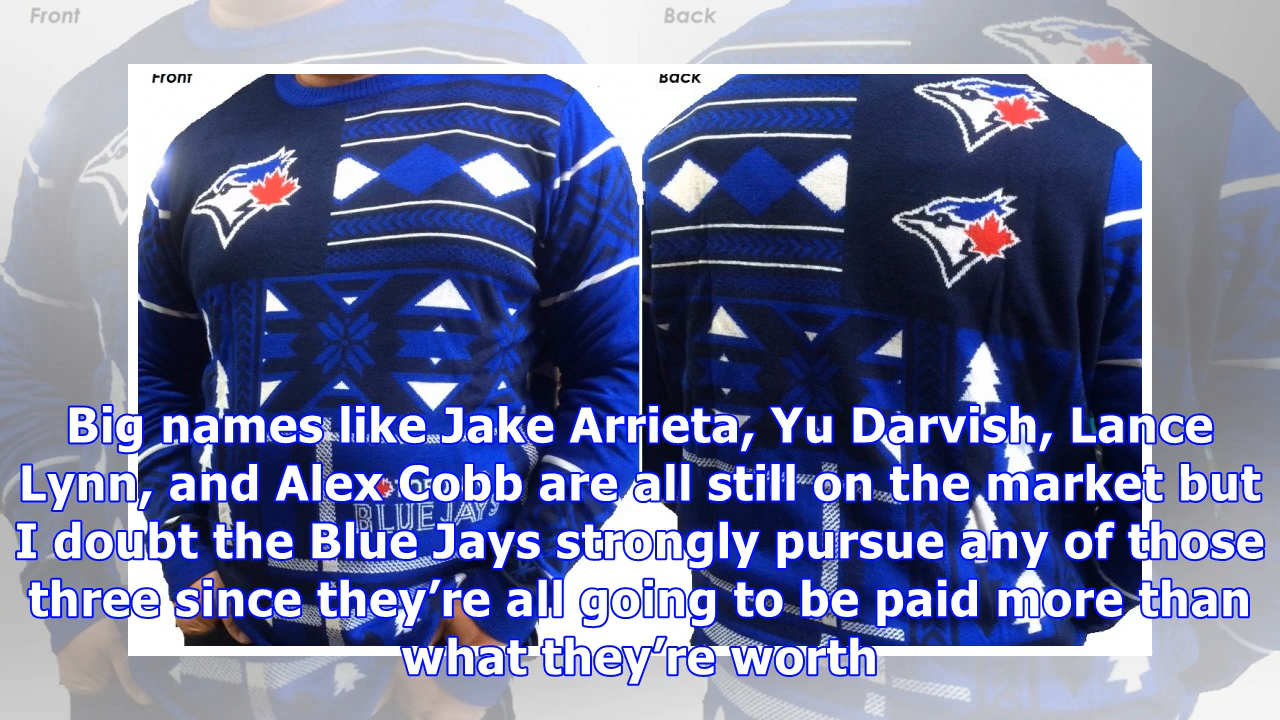 Front
Back
Front
Back
BLUE JAYS
Big names like Jake Arrieta, Yu Darvish, Lance
Lynn, and Alex Cobb are all still on the market but
I doubt the Blue Jays strongly pursue any of those
three since they’re all going to be paid more than
what they’re worth